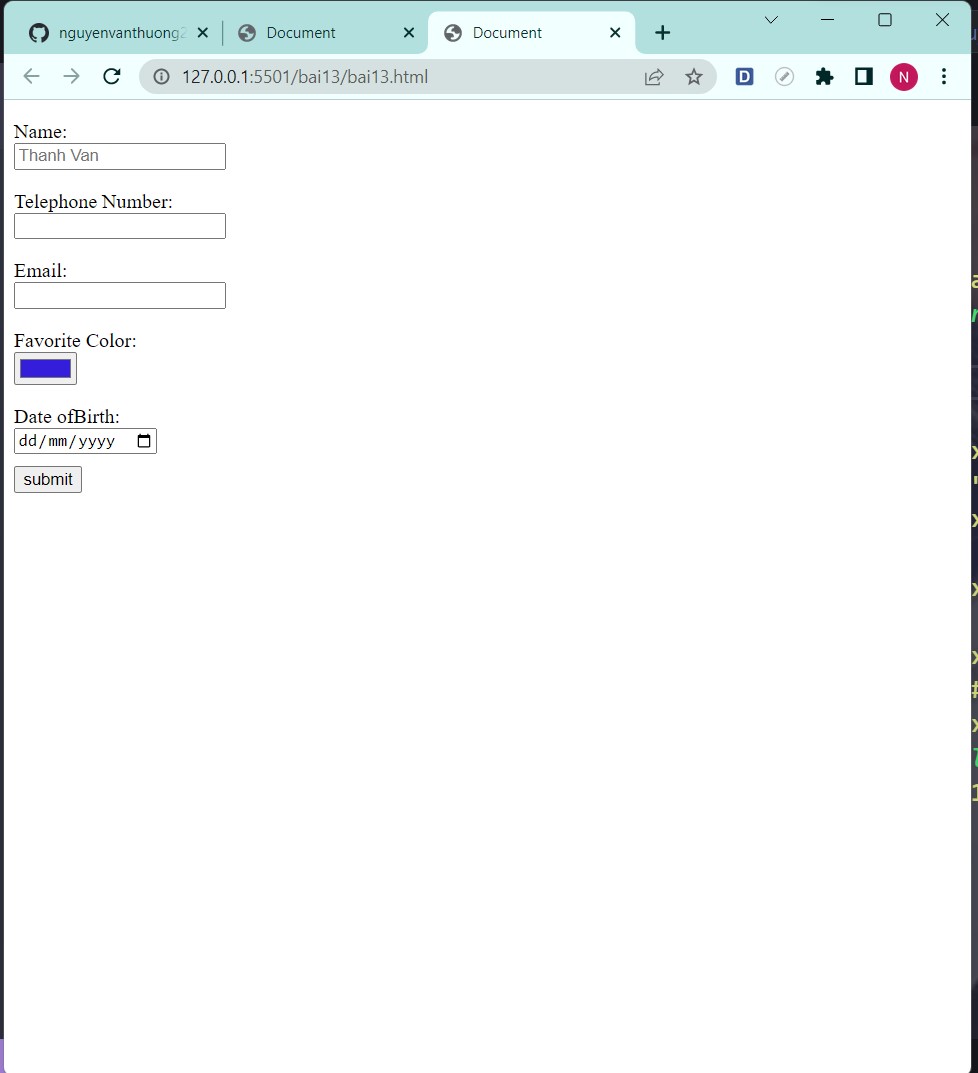 nguyenvanthuong2
Document
Document
127.0.0.1:5501/bai13/bai13.html
D
N
Name:
Thanh Van
Telephone Number:
Email:
Favorite Color:
Date ofBirth:
dd/mm/yyyy
submit